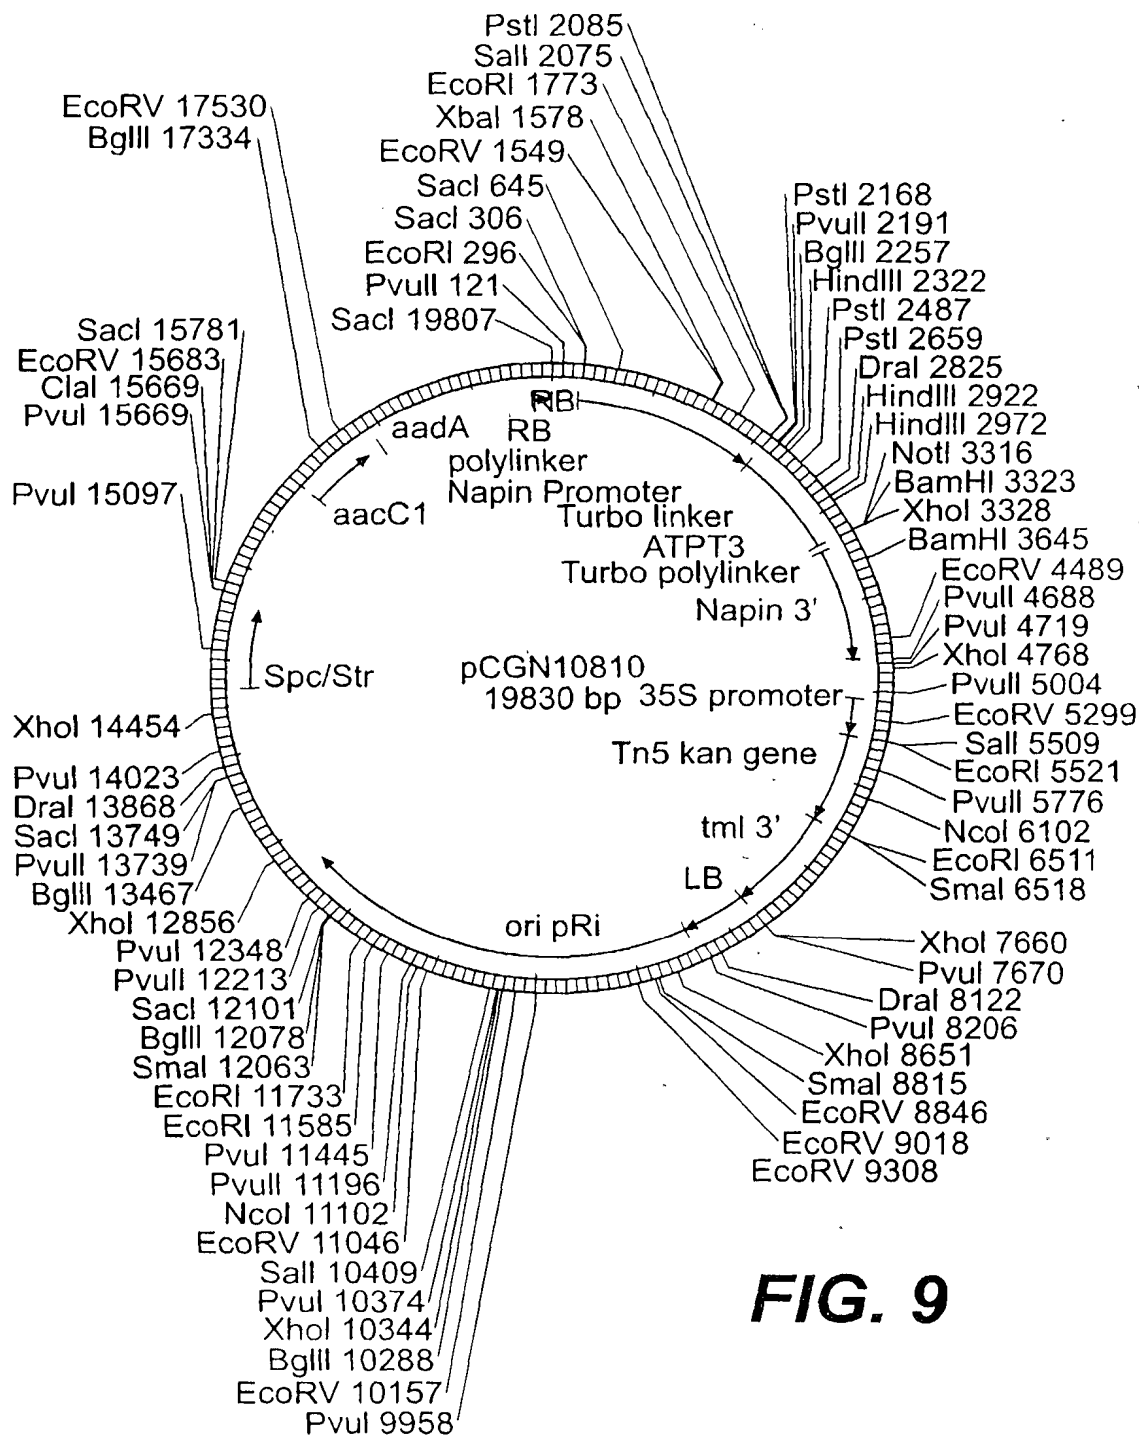 PstI 2085
SalI 2075
EcoRI 1773
XbaI 1578
EcoRV 1549
SacI 645
SacI 306
EcoRI 296
PvuII 121
SacI 19807
EcoRV 17530
BglII 17334
SacI 15781
EcoRV 15683
ClaI 15669
PvuI 15669
PvuI 15097
PstI 2168
PvuII 2191
BglII 2257
HindIII 2322
PstI 2487
PstI 2659
DraI 2825
HindIII 2922
HindIII 2972
NotI 3316
BamHI 3323
XhoI 3328
BamHI 3645
EcoRV 4489
PvuII 4688
PvuI 4719
XhoI 4768
PvuII 5004
EcoRV 5299
SalI 5509
EcoRI 5521
PvuII 5776
NcoI 6102
EcoRI 6511
SmaI 6518
XhoI 7660
PvuI 7670
DraI 8122
PvuI 8206
XhoI 8651
SmaI 8815
EcoRV 8846
EcoRV 9018
EcoRV 9308
RB
aadA
RB
polylinker
Napin Promoter
aacC1
Turbo linker
ATPT3
Turbo polylinker
Napin 3'
Spc/Str
pCGN10810
19830 bp
35S promoter
Tn5 kan gene
tml 3'
LB
ori pRi
XhoI 14454
PvuI 14023
DraI 13868
SacI 13749
PvuII 13739
BglII 13467
XhoI 12856
PvuI 12348
PvuII 12213
SacI 12101
BglII 12078
SmaI 12063
EcoRI 11733
EcoRI 11585
PvuI 11445
PvuII 11196
NcoI 11102
EcoRV 11046
SalI 10409
PvuI 10374
XhoI 10344
BglII 10288
EcoRV 10157
PvuI 9958
FIG. 9